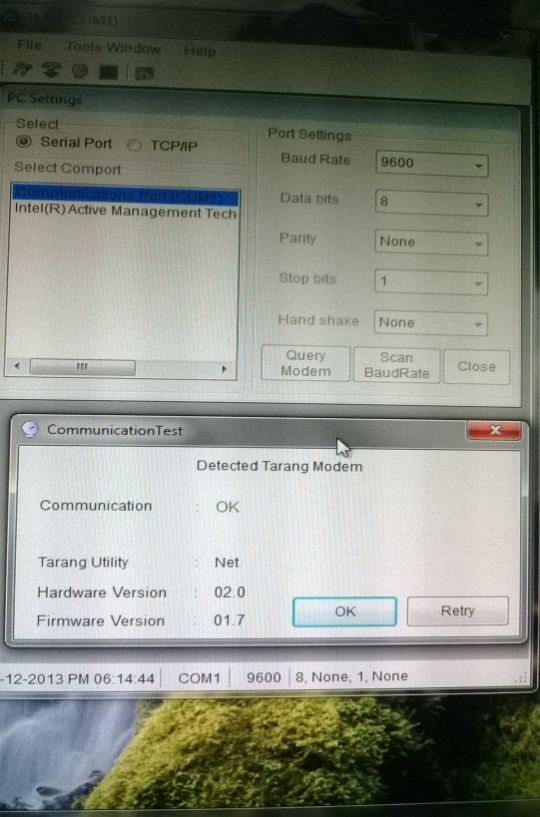 (COM1)
File Tools Window Help
PC Settings
Select
Serial Port TCP/IP
Select Comport
Communications Port (COM1)
Intel(R) Active Management Tech
Port Settings
Baud Rate 9600
Data bits 8
Parity None
Stop bits 1
Hand shake None
Query Modem
Scan BaudRate
Close
CommunicationTest
Detected Tarang Modem
Communication : OK
Tarang Utility : Net
Hardware Version : 02.0
Firmware Version : 01.7
OK Retry
-12-2013 PM 06:14:44 COM1 9600 8, None, 1, None